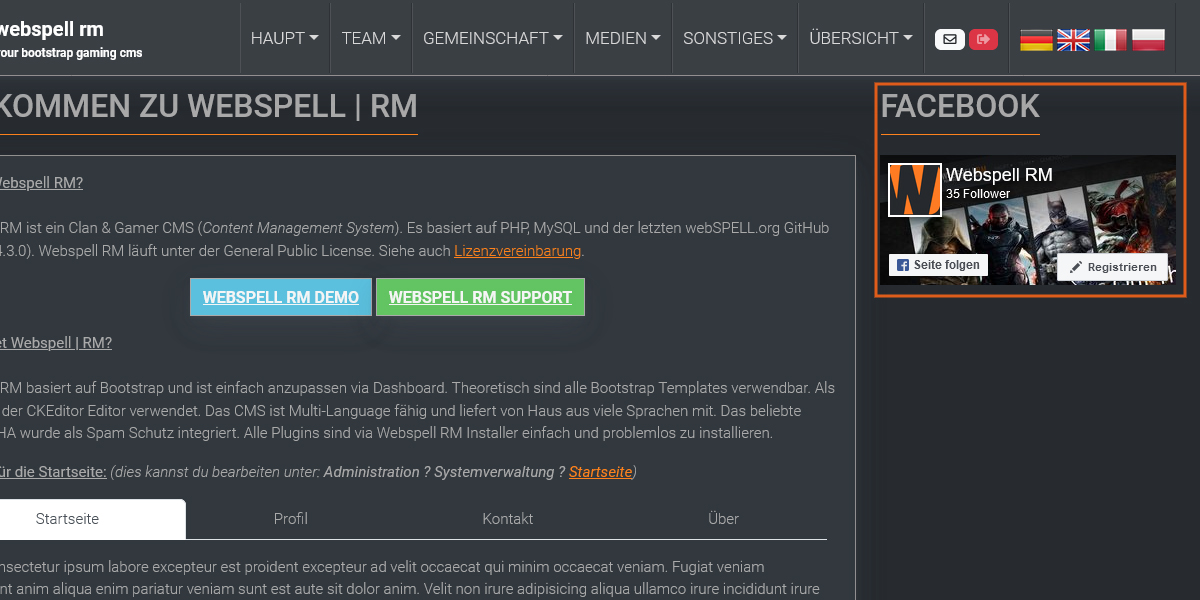 webspell rm
your bootstrap gaming cms
HAUPT TEAM GEMEINSCHAFT MEDIEN SONSTIGES ÜBERSICHT
KOMMEN ZU WEBSPELL | RM
Webspell RM?
RM ist ein Clan & Gamer CMS (Content Management System). Es basiert auf PHP, MySQL und der letzten webSPELL.org GitHub
4.3.0). Webspell RM läuft unter der General Public License. Siehe auch Lizenzvereinbarung.
WEBSPELL RM DEMO WEBSPELL RM SUPPORT
et Webspell | RM?
RM basiert auf Bootstrap und ist einfach anzupassen via Dashboard. Theoretisch sind alle Bootstrap Templates verwendbar. Als
der CKEditor Editor verwendet. Das CMS ist Multi-Language fähig und liefert von Haus aus viele Sprachen mit. Das beliebte
HA wurde als Spam Schutz integriert. Alle Plugins sind via Webspell RM Installer einfach und problemlos zu installieren.
für die Startseite: (dies kannst du bearbeiten unter: Administration ? Systemverwaltung ? Startseite)
Startseite Profil Kontakt Über
nsectetur ipsum labore excepteur est proident excepteur ad velit occaecat qui minim occaecat veniam. Fugiat veniam
nt anim aliqua enim pariatur veniam sunt est aute sit dolor anim. Velit non irure adipisicing aliqua ullamco irure incididunt irure
FACEBOOK
Webspell RM
35 Follower
Seite folgen
Registrieren